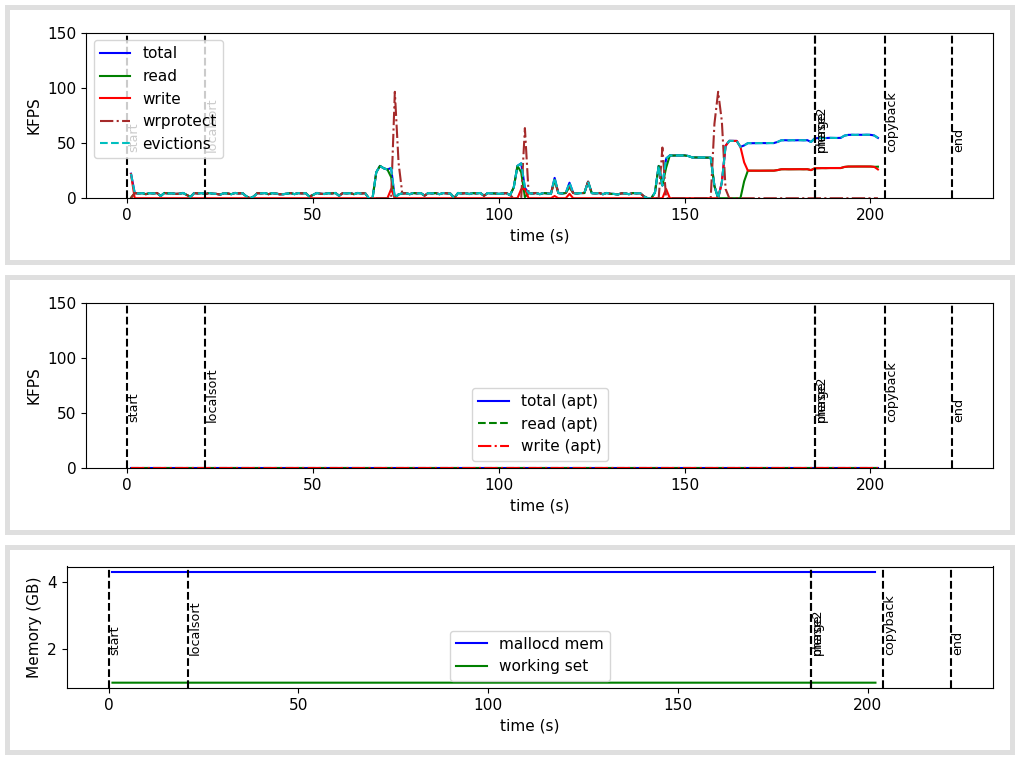 150
100
50
0
KFPS
total
read
write
wrprotect
evictions
start
localsort
copyback
end
0
50
100
150
200
time (s)
150
100
50
0
KFPS
start
localsort
total (apt)
read (apt)
write (apt)
copyback
end
0
50
100
150
200
time (s)
4
2
Memory (GB)
start
localsort
mallocd mem
working set
copyback
end
0
50
100
150
200
time (s)